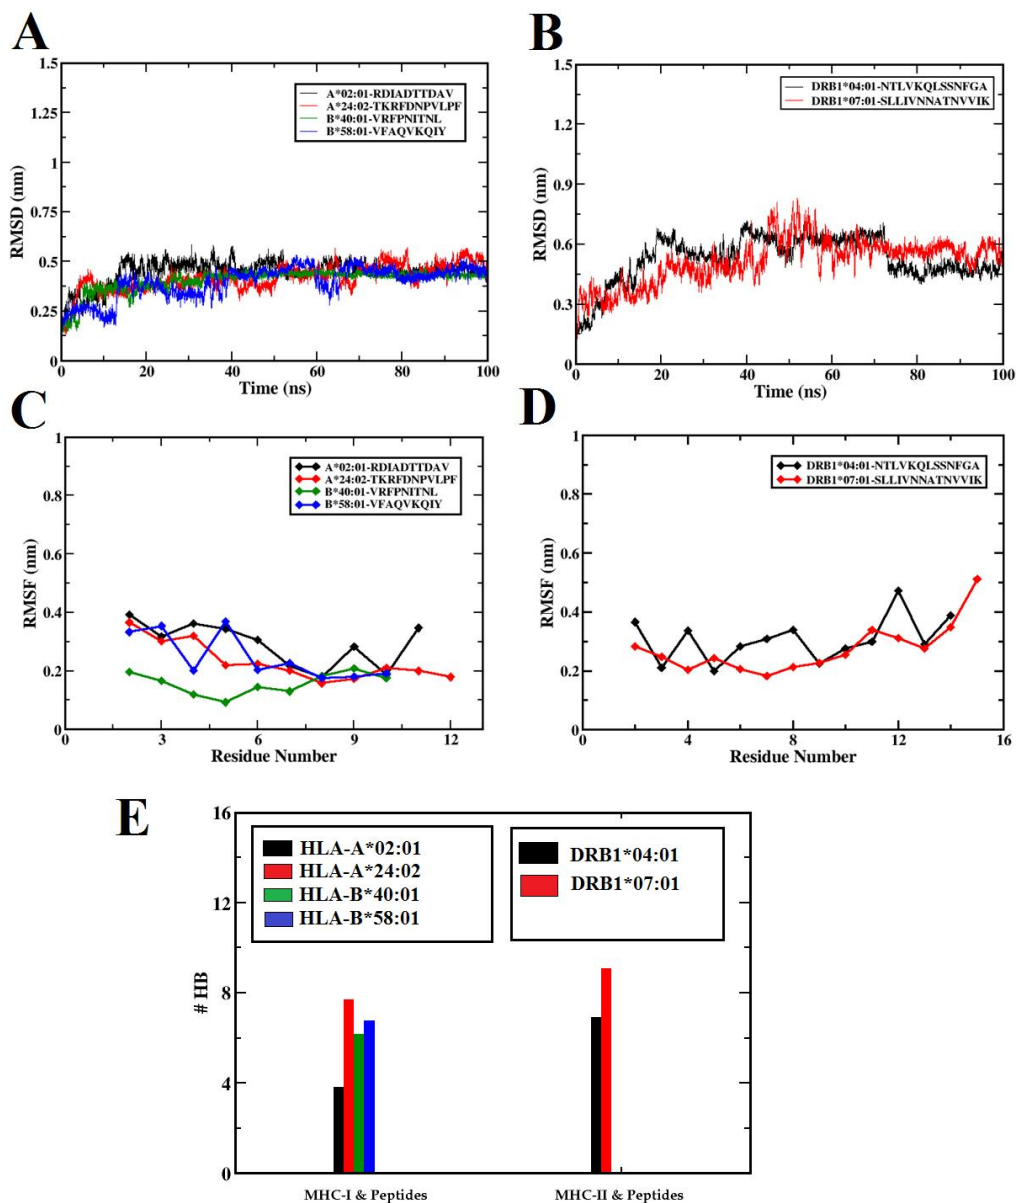 A
1.5
1.25
1
0.75
0.5
0.25
0
RMSD (nm)
A*02:01-RDIADTTDAV
A*24:02-TKRFDNPVLPF
B*40:01-VRFPNITNL
B*58:01-VFAQVKQIY
0 20 40 60 80 100
Time (ns)
B
1.5
1.2
0.9
0.6
0.3
0
RMSD (nm)
DRB1*04:01-NTLVKQLSSNFGA
DRB1*07:01-SLLIVNNATNVVIK
0 20 40 60 80 100
Time (ns)
C
1
0.8
0.6
0.4
0.2
0
RMSF (nm)
A*02:01-RDIADTTDAV
A*24:02-TKRFDNPVLPF
B*40:01-VRFPNITNL
B*58:01-VFAQVKQIY
0 3 6 9 12
Residue Number
D
1
0.8
0.6
0.4
0.2
0
RMSF (nm)
DRB1*04:01-NTLVKQLSSNFGA
DRB1*07:01-SLLIVNNATNVVIK
0 4 8 12 16
Residue Number
E
16
12
8
4
0
# HB
HLA-A*02:01
HLA-A*24:02
HLA-B*40:01
HLA-B*58:01
DRB1*04:01
DRB1*07:01
MHC-I & Peptides
MHC-II & Peptides